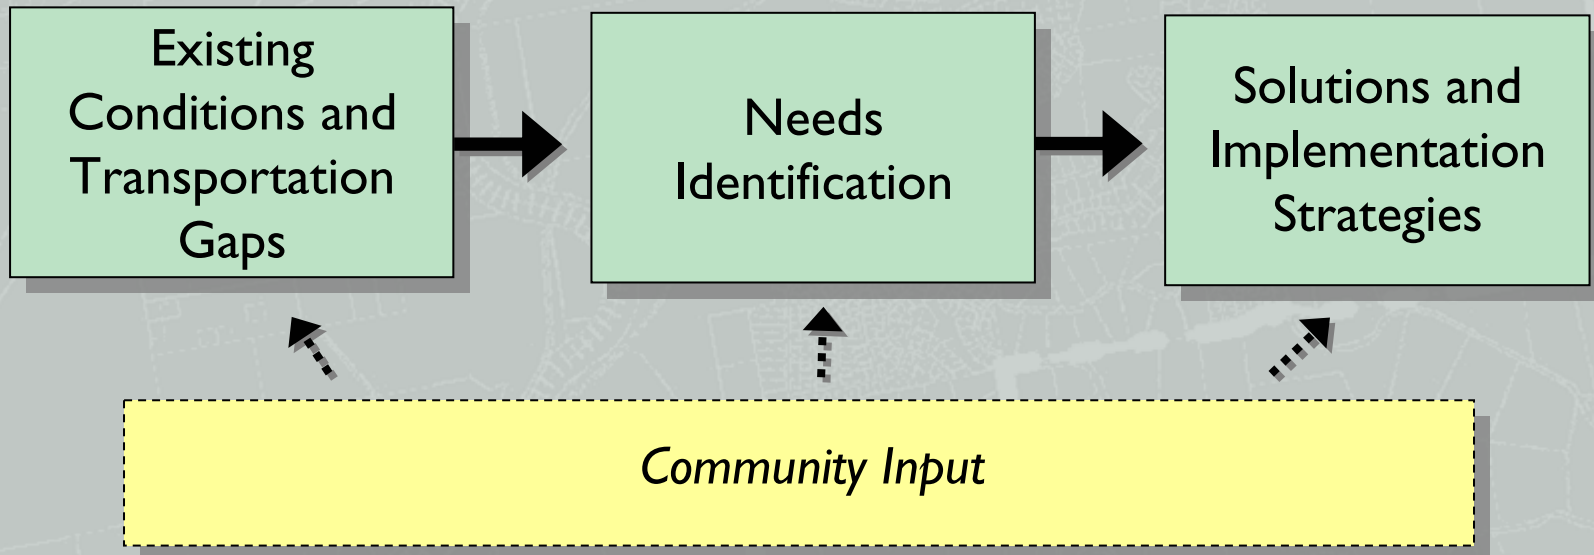 Existing
Conditions and
Transportation
Gaps
Needs
Identification
Solutions and
Implementation
Strategies
Community Input